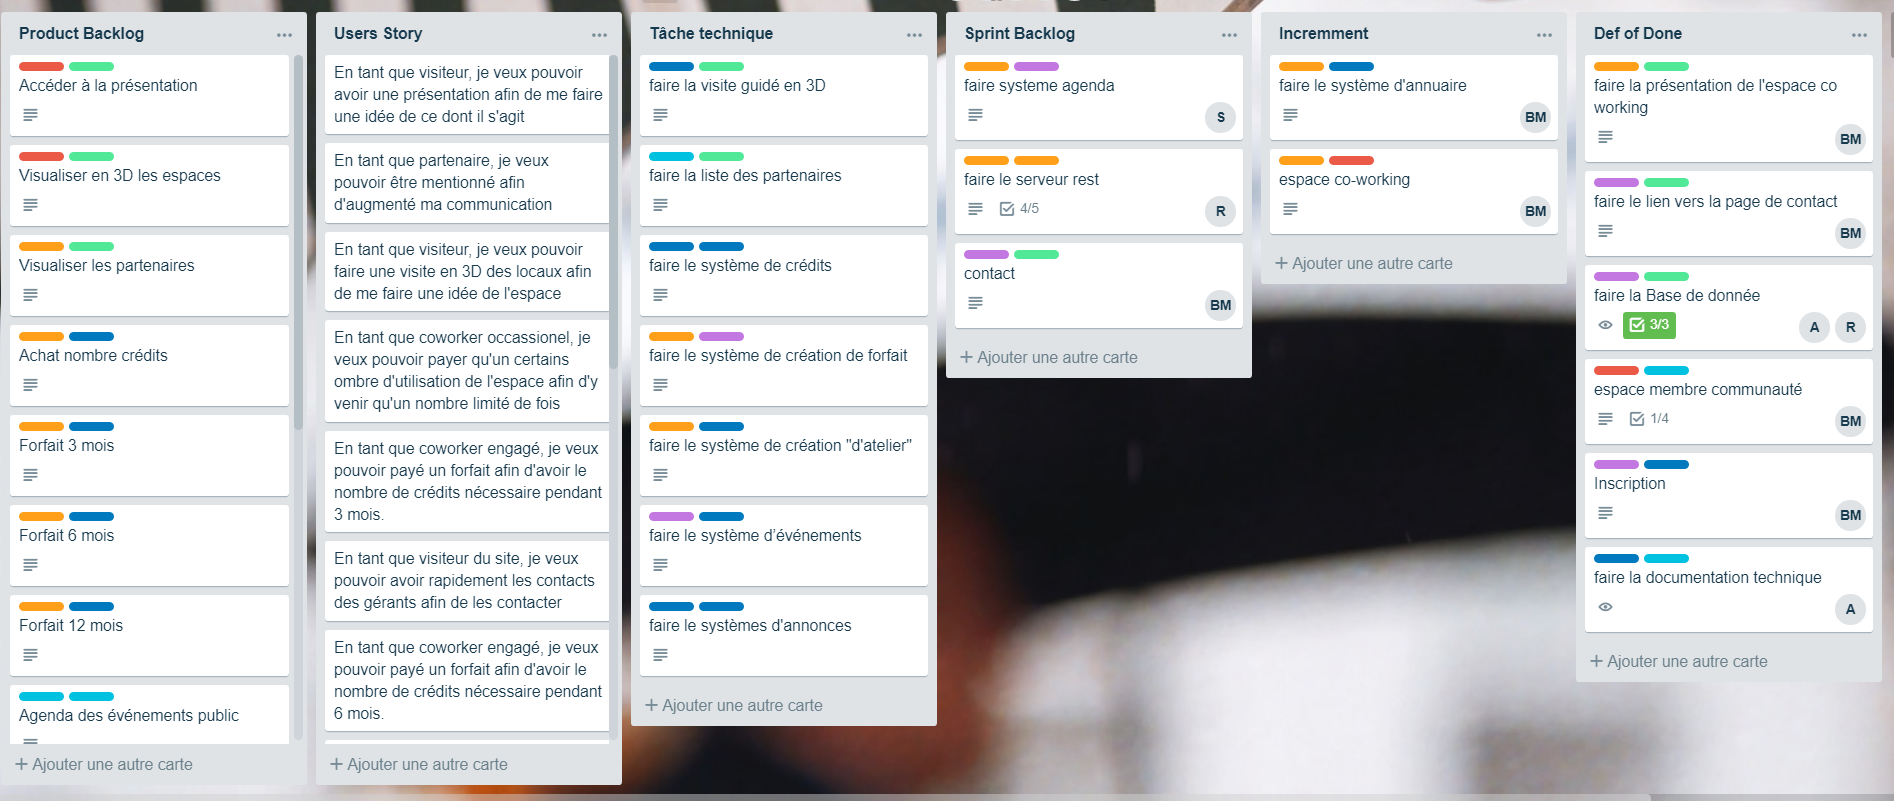 Product Backlog
Accéder à la présentation
Visualiser en 3D les espaces
Visualiser les partenaires
Achat nombre crédits
Forfait 3 mois
Forfait 6 mois
Forfait 12 mois
Agenda des événements public
+ Ajouter une autre carte
Users Story
En tant que visiteur, je veux pouvoir
avoir une présentation afin de me faire
une idée de ce dont il s'agit
En tant que partenaire, je veux
pouvoir être mentionné afin
d'augmenté ma communication
En tant que visiteur, je veux pouvoir
faire une visite en 3D des locaux afin
de me faire une idée de l'espace
En tant que coworker occassionel, je
veux pouvoir payer qu'un certains
ombre d'utilisation de l'espace afin d'y
venir qu'un nombre limité de fois
En tant que coworker engagé, je veux
pouvoir payé un forfait afin d'avoir le
nombre de crédits nécessaire pendant
3 mois.
En tant que visiteur du site, je veux
pouvoir avoir rapidement les contacts
des gérants afin de les contacter
En tant que coworker engagé, je veux
pouvoir payé un forfait afin d'avoir le
nombre de crédits nécessaire pendant
6 mois.
+ Ajouter une autre carte
Tâche technique
faire la visite guidé en 3D
faire la liste des partenaires
faire le système de crédits
faire le système de création de forfait
faire le système de création "d'atelier"
faire le système d’événements
faire le systèmes d'annonces
+ Ajouter une autre carte
Sprint Backlog
faire systeme agenda
S
faire le serveur rest
4/5
R
contact
BM
+ Ajouter une autre carte
Incremment
faire le système d'annuaire
BM
espace co-working
BM
+ Ajouter une autre carte
Def of Done
faire la présentation de l'espace co
working
BM
faire le lien vers la page de contact
BM
faire la Base de donnée
3/3
A R
espace membre communauté
1/4
BM
Inscription
BM
faire la documentation technique
A
+ Ajouter une autre carte